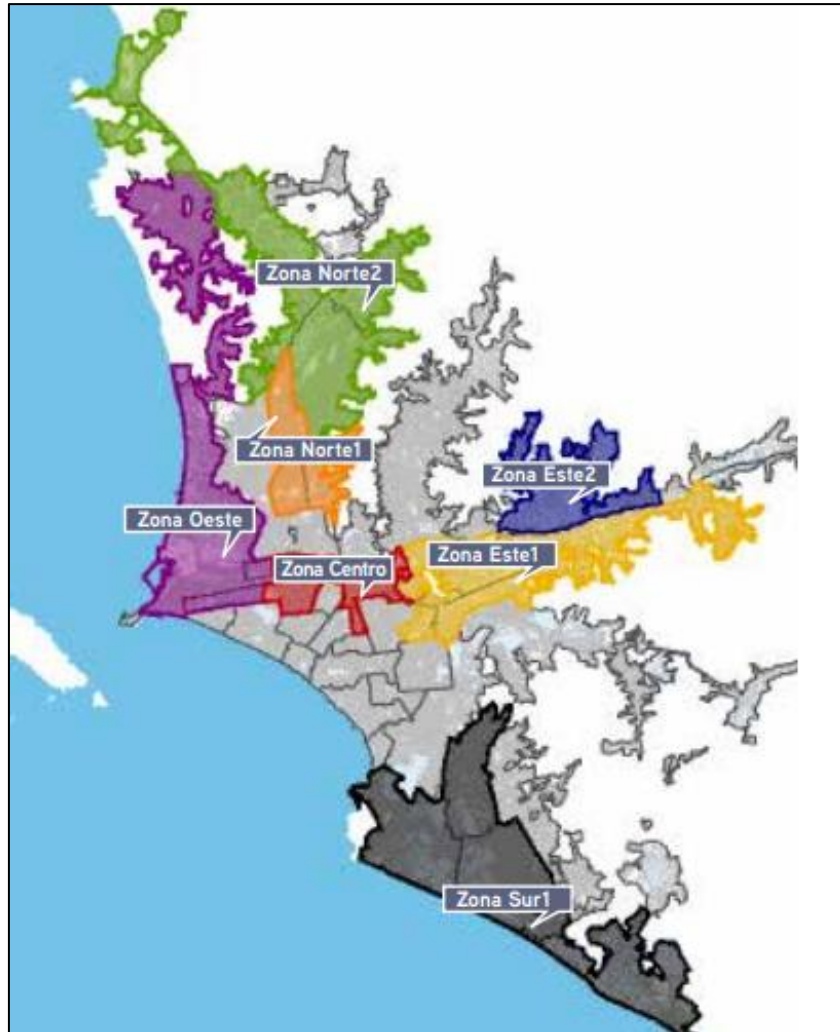 Zona Norte2
Zona Norte1
Zona Este2
Zona Oeste
Zona Este1
Zona Centro
Zona Sur1